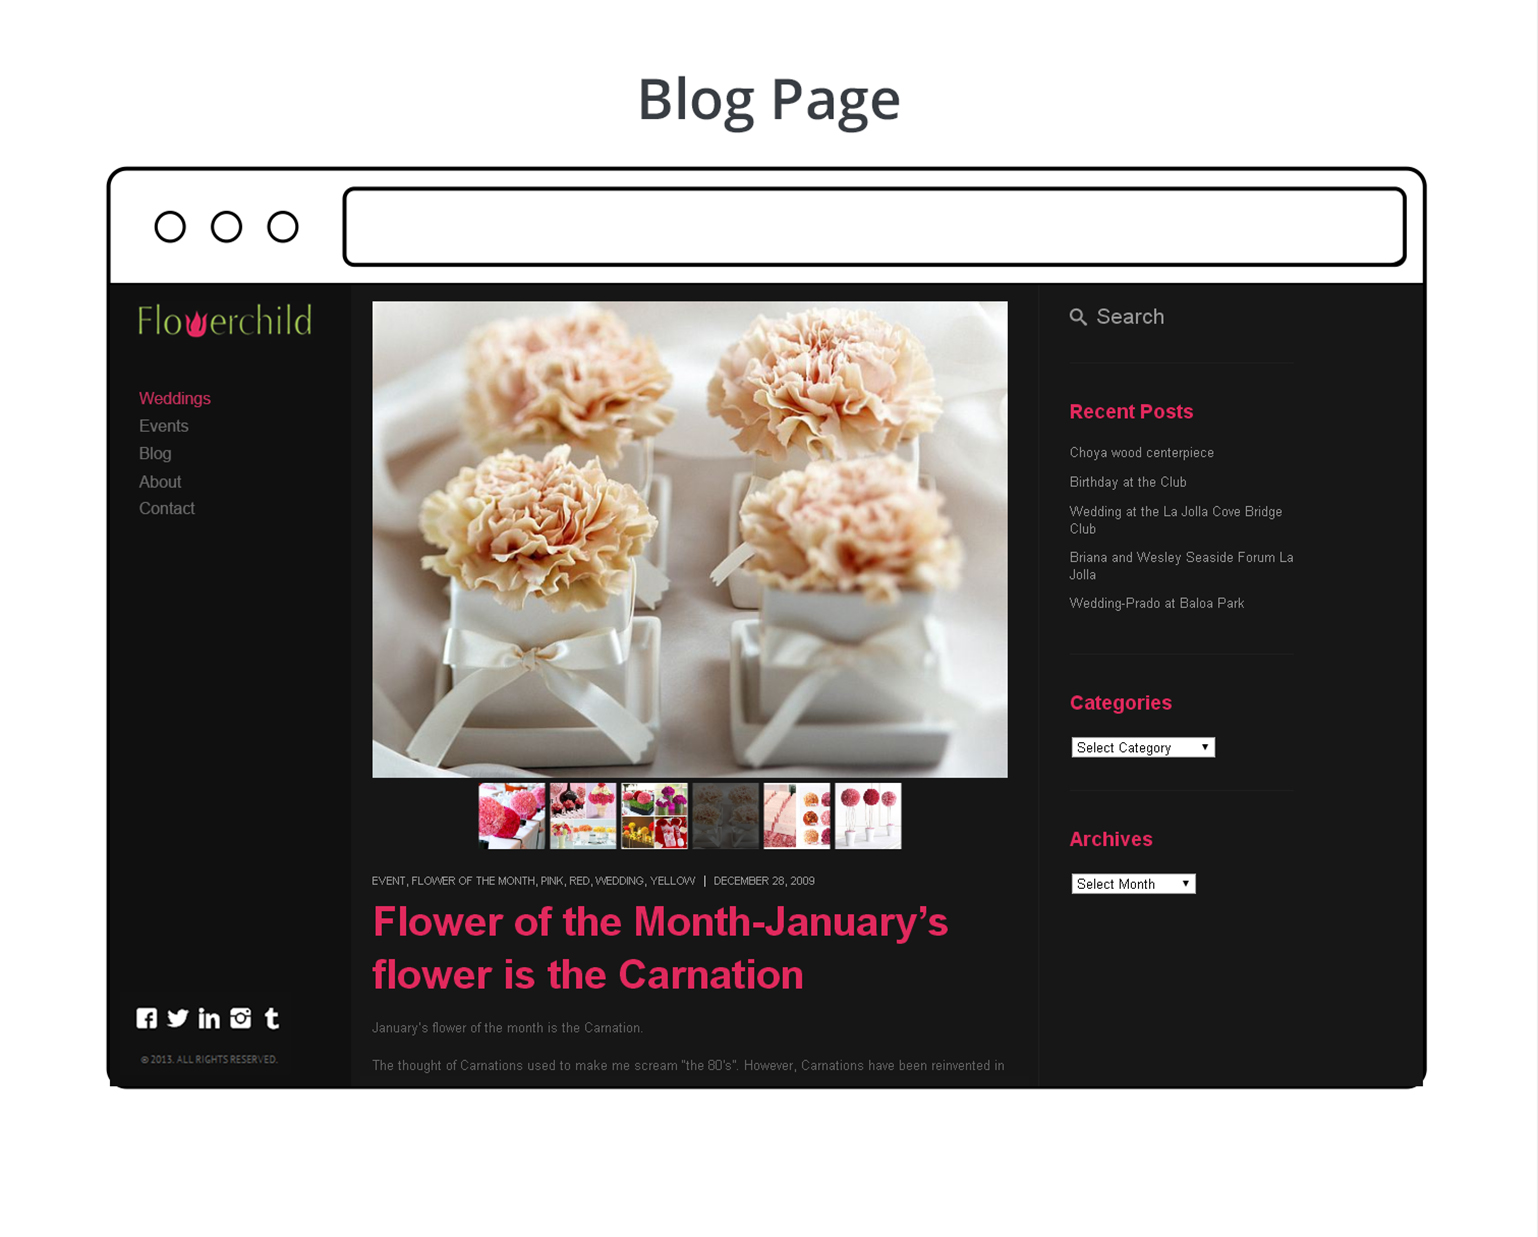 Blog Page
Flowerchild
Weddings
Events
Blog
About
Contact
EVENT, FLOWER OF THE MONTH, PINK, RED, WEDDING, YELLOW | DECEMBER 28, 2009
Flower of the Month-January’s
flower is the Carnation
January's flower of the month is the Carnation.
The thought of Carnations used to make me scream "the 80's". However, Carnations have been reinvented in
Search
Recent Posts
Choya wood centerpiece
Birthday at the Club
Wedding at the La Jolla Cove Bridge
Club
Briana and Wesley Seaside Forum La
Jolla
Wedding-Prado at Baloa Park
Categories
Select Category
Archives
Select Month
© 2013. ALL RIGHTS RESERVED.